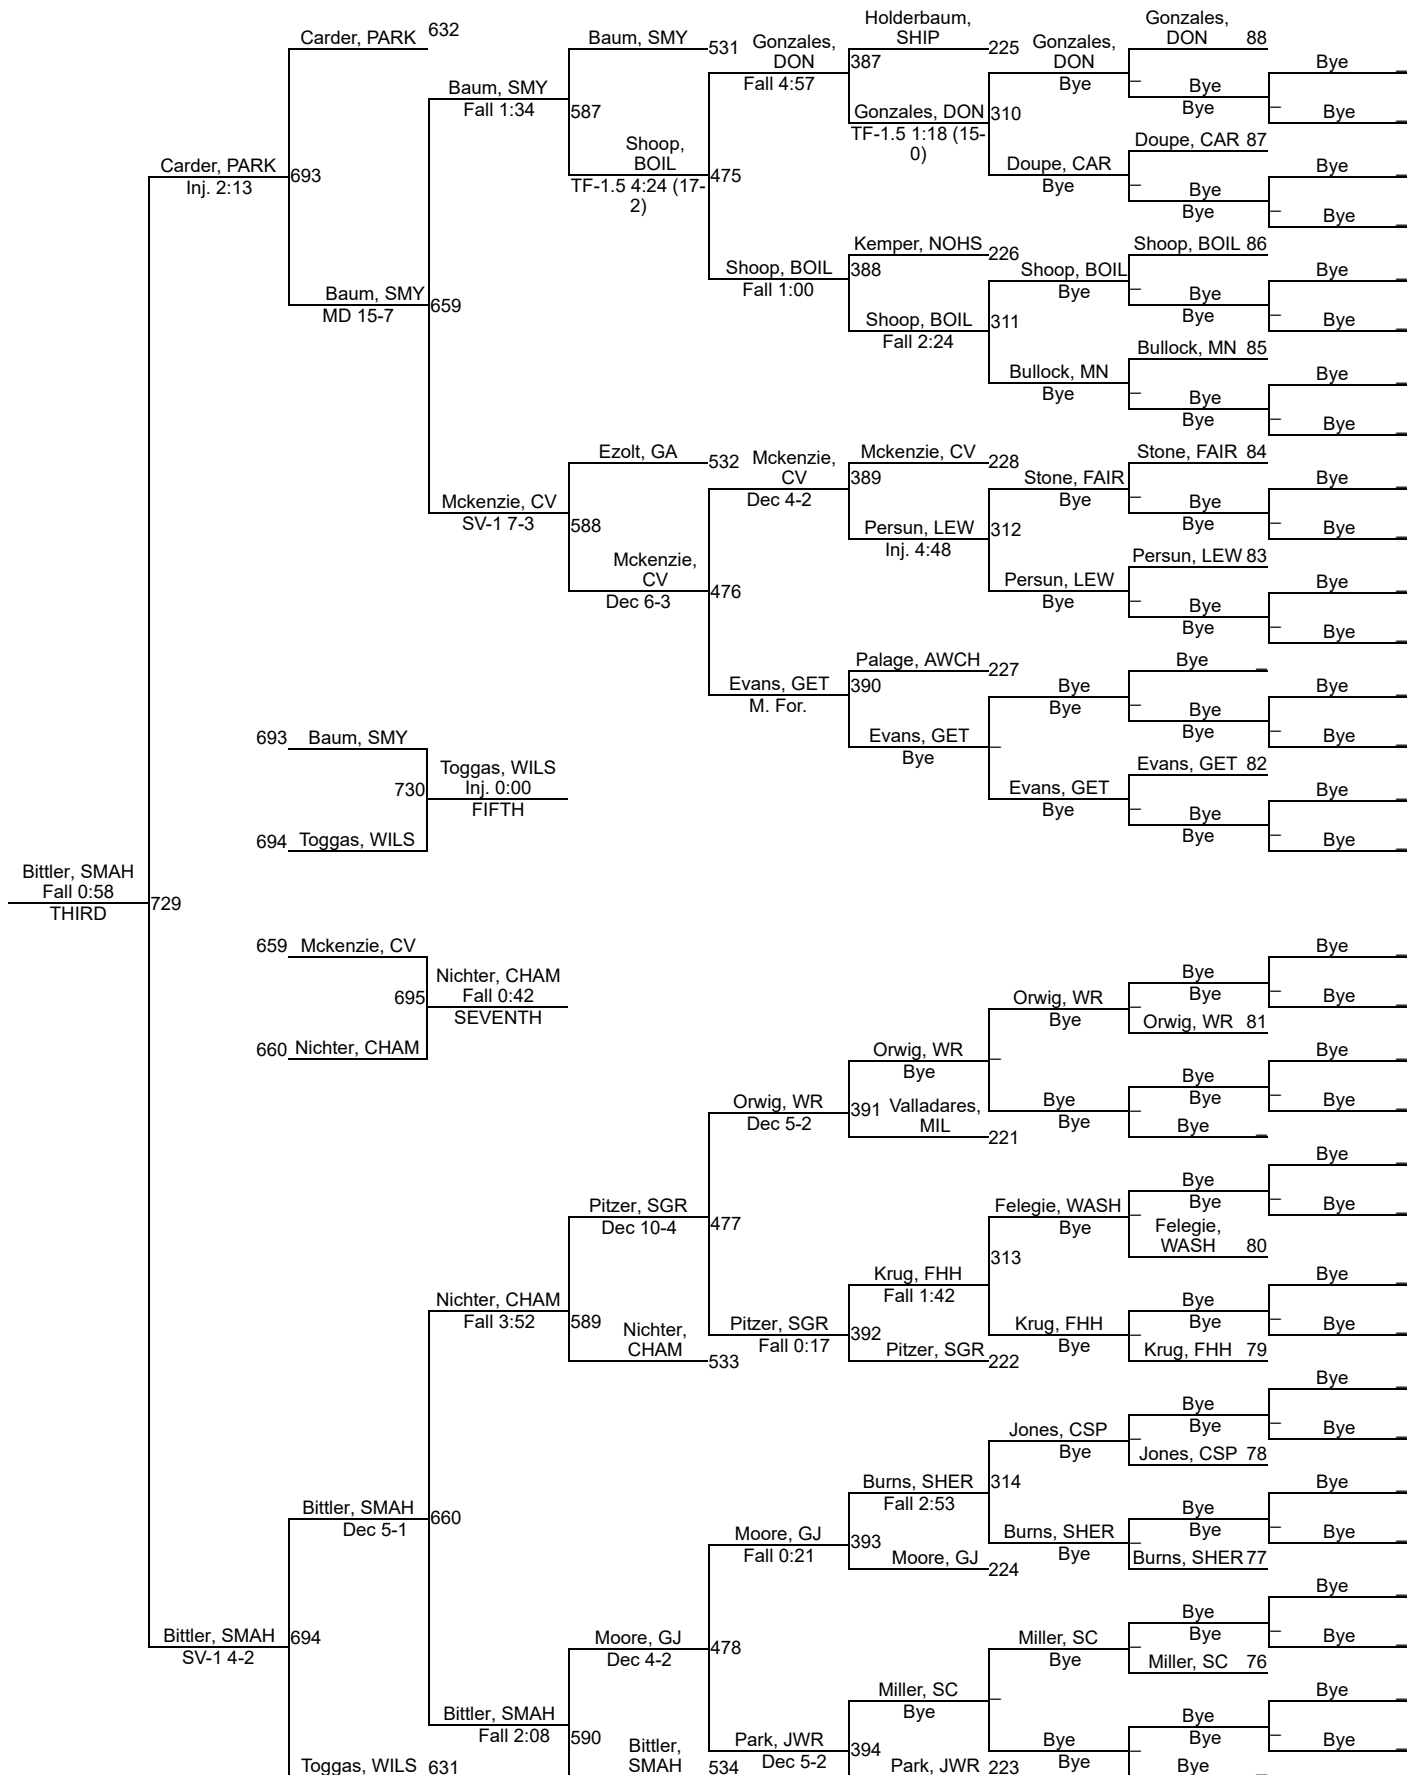 Carder, PARK 632
Baum, SMY 531
Gonzales,
DON
Fall 4:57
Holderbaum,
SHIP 225
387
Gonzales,
DON
Bye
Gonzales,
DON 88
Bye
Bye
Bye
Bye
Baum, SMY
Fall 1:34
587
Gonzales, DON 310
TF-1.5 1:18 (15-
0)
Shoop,
BOIL
TF-1.5 4:24 (17-
2)
475
Doupe, CAR 87
Doupe, CAR
Bye
Bye
Bye
Bye
Bye
Carder, PARK
Inj. 2:13
693
Kemper, NOHS 226
Shoop, BOIL
Fall 1:00
388
Shoop, BOIL
Bye
Shoop, BOIL 86
Bye
Bye
Bye
Bye
Baum, SMY
MD 15-7
659
Shoop, BOIL
Fall 2:24
311
Bullock, MN 85
Bullock, MN
Bye
Bye
Bye
Bye
Bye
Ezolt, GA 532
Mckenzie,
CV
Dec 4-2
Mckenzie, CV 228
389
Stone, FAIR
Bye
Stone, FAIR 84
Bye
Bye
Bye
Bye
Mckenzie, CV
SV-1 7-3
588
Persun, LEW
Inj. 4:48
312
Mckenzie,
CV
Dec 6-3
476
Persun, LEW 83
Persun, LEW
Bye
Bye
Bye
Bye
Bye
Palage, AWCH 227
Evans, GET
M. For.
390
Bye
Bye
Bye
Bye
Bye
Bye
Bye
693 Baum, SMY
Evans, GET
Bye
Toggas, WILS
Inj. 0:00
FIFTH
730
Evans, GET 82
Evans, GET
Bye
Bye
Bye
Bye
Bye
694 Toggas, WILS
Bittler, SMAH
Fall 0:58
THIRD
729
659 Mckenzie, CV
Nichter, CHAM
Fall 0:42
SEVENTH
695
Orwig, WR
Bye
Bye
Bye
Orwig, WR 81
Bye
Bye
660 Nichter, CHAM
Orwig, WR
Bye
Orwig, WR
Dec 5-2
391
Valladares,
MIL
221
Bye
Bye
Bye
Bye
Bye
Bye
Bye
Pitzer, SGR
Dec 10-4
477
Felegie, WASH
Bye
Bye
Bye
Felegie,
WASH 80
Bye
Bye
313
Krug, FHH
Fall 1:42
Nichter, CHAM
Fall 3:52
589
Nichter,
CHAM
533
Pitzer, SGR
Fall 0:17
392
Pitzer, SGR 222
Krug, FHH
Bye
Bye
Bye
Krug, FHH 79
Bye
Bye
Jones, CSP
Bye
Bye
Bye
Jones, CSP 78
Bye
Bye
Burns, SHER
Fall 2:53
314
Bittler, SMAH
Dec 5-1
660
Moore, GJ
Fall 0:21
393
Moore, GJ 224
Burns, SHER
Bye
Bye
Bye
Burns, SHER 77
Bye
Bye
Bittler, SMAH
SV-1 4-2
694
Moore, GJ
Dec 4-2
478
Miller, SC
Bye
Bye
Bye
Miller, SC 76
Bye
Bye
Miller, SC
Bye
Bittler, SMAH
Fall 2:08
590
Bittler,
SMAH 534
Park, JWR
Dec 5-2
394
Park, JWR 223
Bye
Bye
Bye
Bye
Bye
Bye
Bye
Toggas, WILS 631